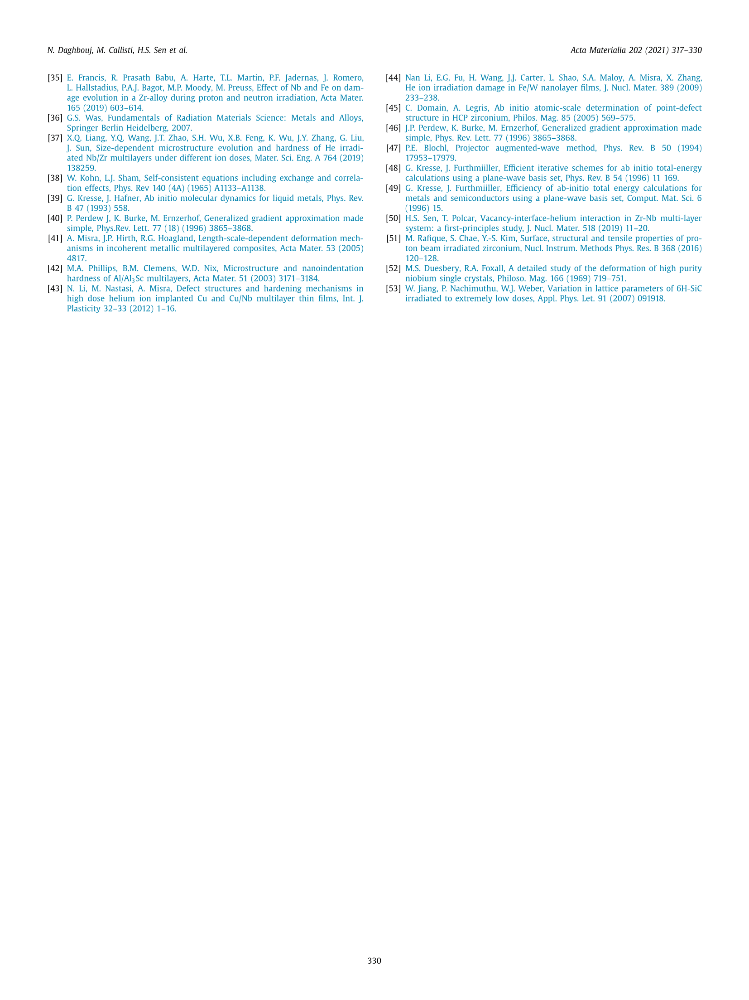 N. Daghbouj, M. Callisti, H.S. Sen et al.
Acta Materialia 202 (2021) 317–330
[35] E. Francis, R. Prasath Babu, A. Harte, T.L. Martin, P.F. Jadernas, J. Romero,
L. Hallstadius, P.A.J. Bagot, M.P. Moody, M. Preuss, Effect of Nb and Fe on dam-
age evolution in a Zr-alloy during proton and neutron irradiation, Acta Mater.
165 (2019) 603–614.
[36] G.S. Was, Fundamentals of Radiation Materials Science: Metals and Alloys,
Springer Berlin Heidelberg, 2007.
[37] X.Q. Liang, Y.Q. Wang, J.T. Zhao, S.H. Wu, X.B. Feng, K. Wu, J.Y. Zhang, G. Liu,
J. Sun, Size-dependent microstructure evolution and hardness of He irradi-
ated Nb/Zr multilayers under different ion doses, Mater. Sci. Eng. A 764 (2019)
138259.
[38] W. Kohn, L.J. Sham, Self-consistent equations including exchange and correla-
tion effects, Phys. Rev 140 (4A) (1965) A1133–A1138.
[39] G. Kresse, J. Hafner, Ab initio molecular dynamics for liquid metals, Phys. Rev.
B 47 (1993) 558.
[40] P. Perdew J, K. Burke, M. Ernzerhof, Generalized gradient approximation made
simple, Phys.Rev. Lett. 77 (18) (1996) 3865–3868.
[41] A. Misra, J.P. Hirth, R.G. Hoagland, Length-scale-dependent deformation mech-
anisms in incoherent metallic multilayered composites, Acta Mater. 53 (2005)
4817.
[42] M.A. Phillips, B.M. Clemens, W.D. Nix, Microstructure and nanoindentation
hardness of Al/Al₃Sc multilayers, Acta Mater. 51 (2003) 3171–3184.
[43] N. Li, M. Nastasi, A. Misra, Defect structures and hardening mechanisms in
high dose helium ion implanted Cu and Cu/Nb multilayer thin films, Int. J.
Plasticity 32–33 (2012) 1–16.
[44] Nan Li, E.G. Fu, H. Wang, J.J. Carter, L. Shao, S.A. Maloy, A. Misra, X. Zhang,
He ion irradiation damage in Fe/W nanolayer films, J. Nucl. Mater. 389 (2009)
233–238.
[45] C. Domain, A. Legris, Ab initio atomic-scale determination of point-defect
structure in HCP zirconium, Philos. Mag. 85 (2005) 569–575.
[46] J.P. Perdew, K. Burke, M. Ernzerhof, Generalized gradient approximation made
simple, Phys. Rev. Lett. 77 (1996) 3865–3868.
[47] P.E. Blochl, Projector augmented-wave method, Phys. Rev. B 50 (1994)
17953–17979.
[48] G. Kresse, J. Furthmiiller, Efficient iterative schemes for ab initio total-energy
calculations using a plane-wave basis set, Phys. Rev. B 54 (1996) 11 169.
[49] G. Kresse, J. Furthmiiller, Efficiency of ab-initio total energy calculations for
metals and semiconductors using a plane-wave basis set, Comput. Mat. Sci. 6
(1996) 15.
[50] H.S. Sen, T. Polcar, Vacancy-interface-helium interaction in Zr-Nb multi-layer
system: a first-principles study, J. Nucl. Mater. 518 (2019) 11–20.
[51] M. Rafique, S. Chae, Y.-S. Kim, Surface, structural and tensile properties of pro-
ton beam irradiated zirconium, Nucl. Instrum. Methods Phys. Res. B 368 (2016)
120–128.
[52] M.S. Duesbery, R.A. Foxall, A detailed study of the deformation of high purity
niobium single crystals, Philoso. Mag. 166 (1969) 719–751.
[53] W. Jiang, P. Nachimuthu, W.J. Weber, Variation in lattice parameters of 6H-SiC
irradiated to extremely low doses, Appl. Phys. Let. 91 (2007) 091918.
330